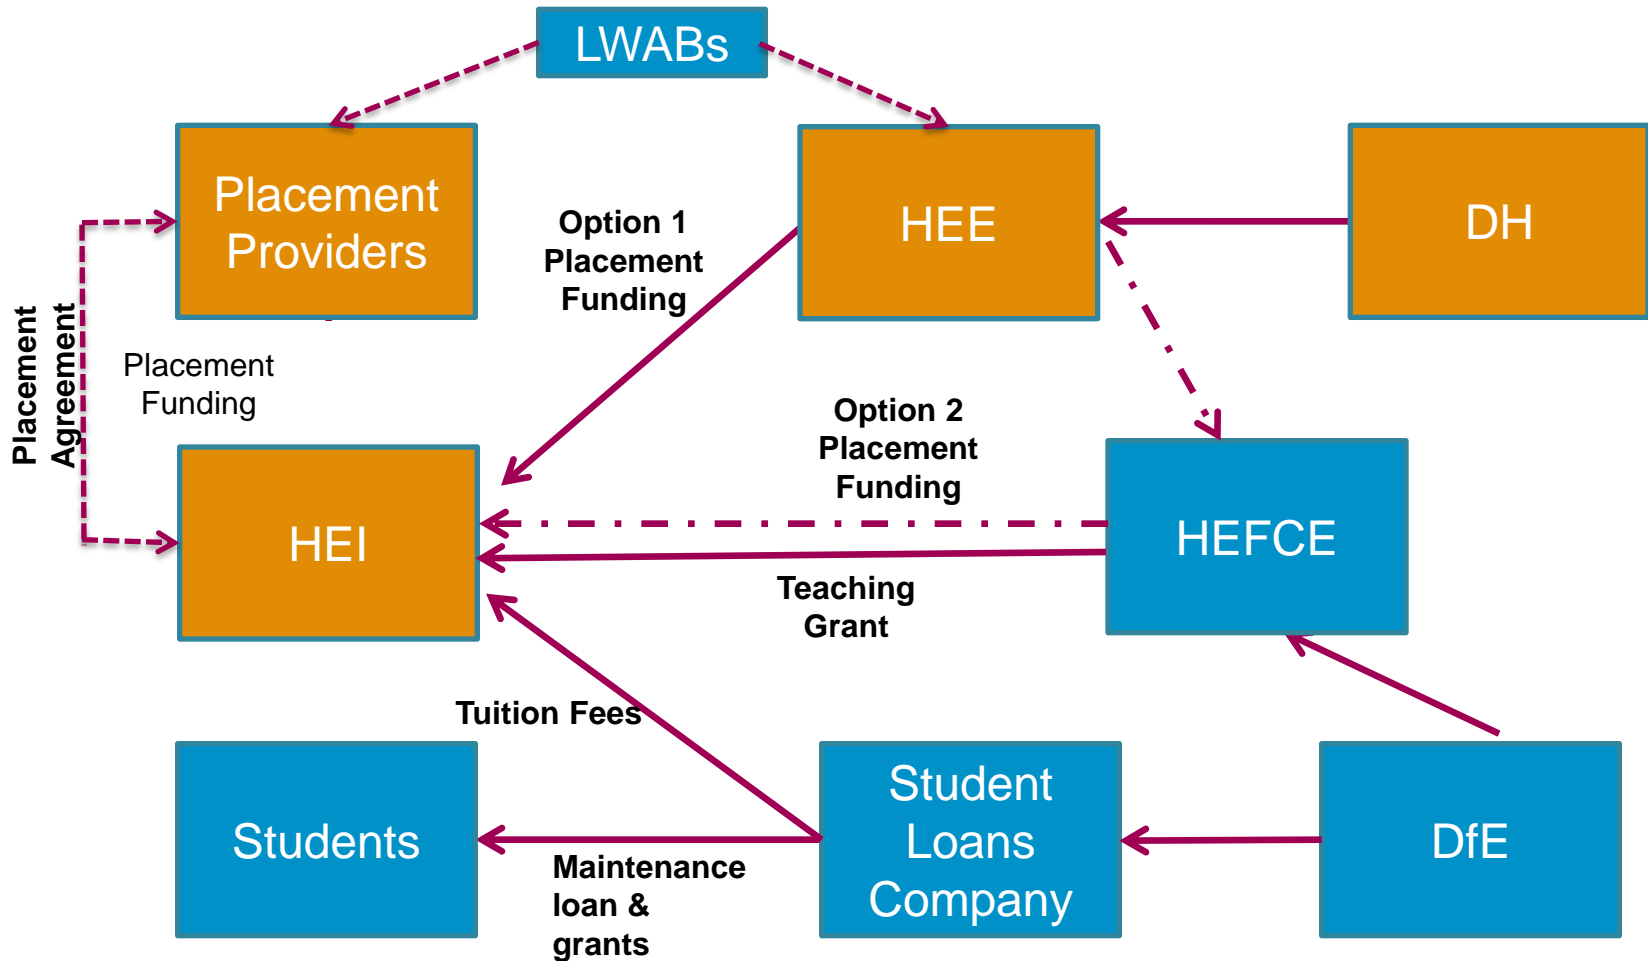 LWABs
Placement
Providers
HEE
DH
Option 1
Placement
Funding
Placement
Agreement
Placement
Funding
Option 2
Placement
Funding
HEI
HEFCE
Teaching
Grant
Tuition Fees
Students
Student
Loans
Company
DfE
Maintenance
loan &
grants